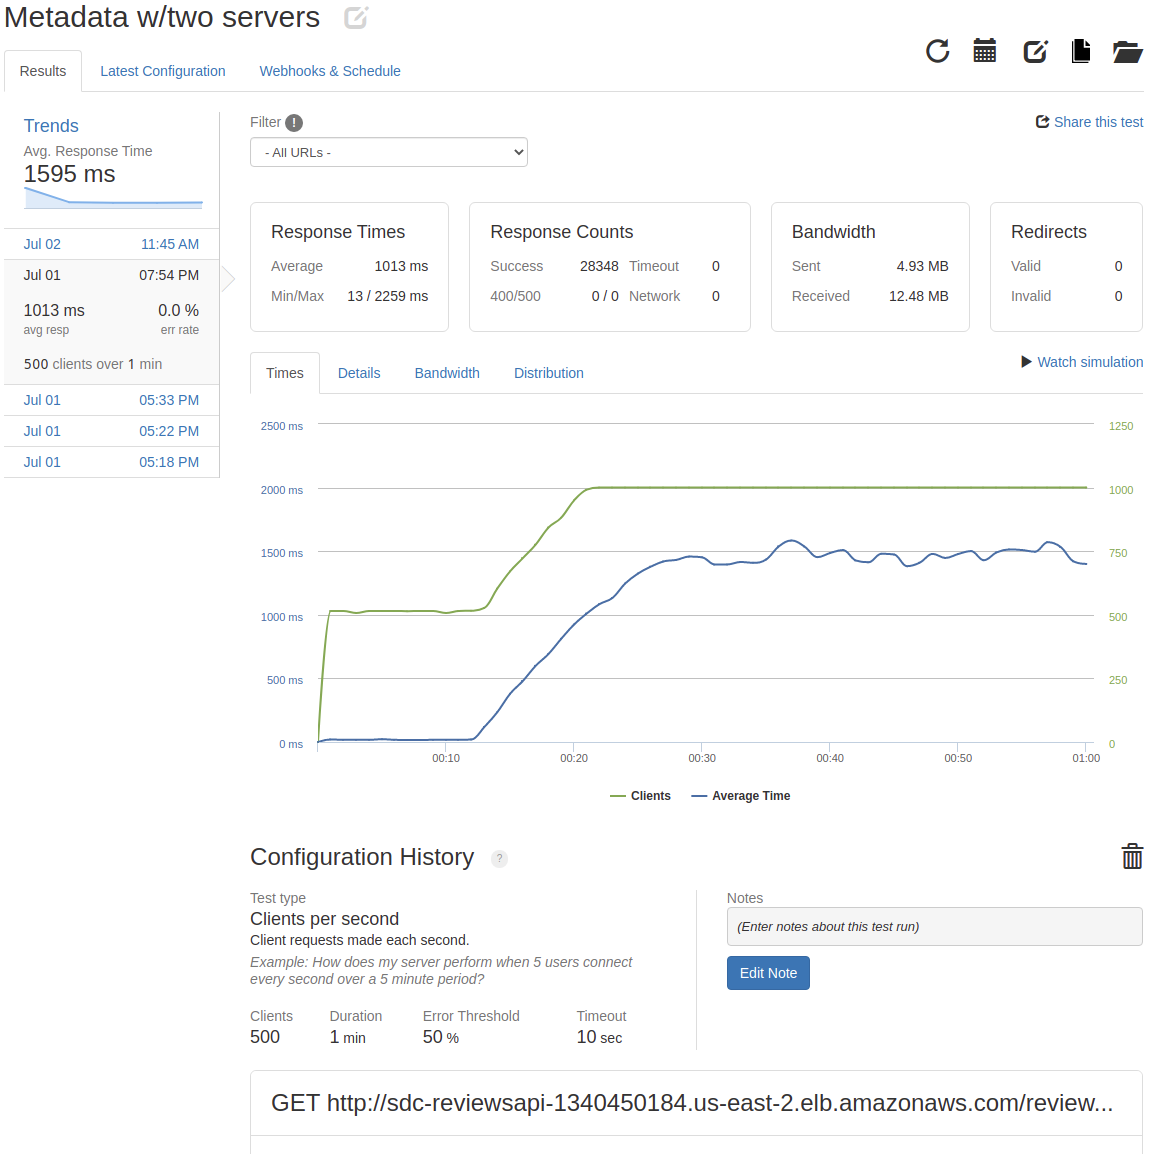 Metadata w/two servers
Results
Latest Configuration
Webhooks & Schedule
Trends
Avg. Response Time
1595 ms
Jul 02 11:45 AM
Jul 01 07:54 PM
1013 ms 0.0 %
avg resp err rate
500 clients over 1 min
Jul 01 05:33 PM
Jul 01 05:22 PM
Jul 01 05:18 PM
Filter !
- All URLs -
Share this test
Response Times
Average 1013 ms
Min/Max 13 / 2259 ms
Response Counts
Success 28348 Timeout 0
400/500 0 / 0 Network 0
Bandwidth
Sent 4.93 MB
Received 12.48 MB
Redirects
Valid 0
Invalid 0
Times
Details
Bandwidth
Distribution
Watch simulation
2500 ms 1250
2000 ms 1000
1500 ms 750
1000 ms 500
500 ms 250
0 ms 0
00:10 00:20 00:30 00:40 00:50 01:00
Clients Average Time
Configuration History ?
Test type
Clients per second
Client requests made each second.
Example: How does my server perform when 5 users connect
every second over a 5 minute period?
Clients Duration Error Threshold Timeout
500 1 min 50 % 10 sec
Notes
(Enter notes about this test run)
Edit Note
GET http://sdc-reviewsapi-1340450184.us-east-2.elb.amazonaws.com/review...